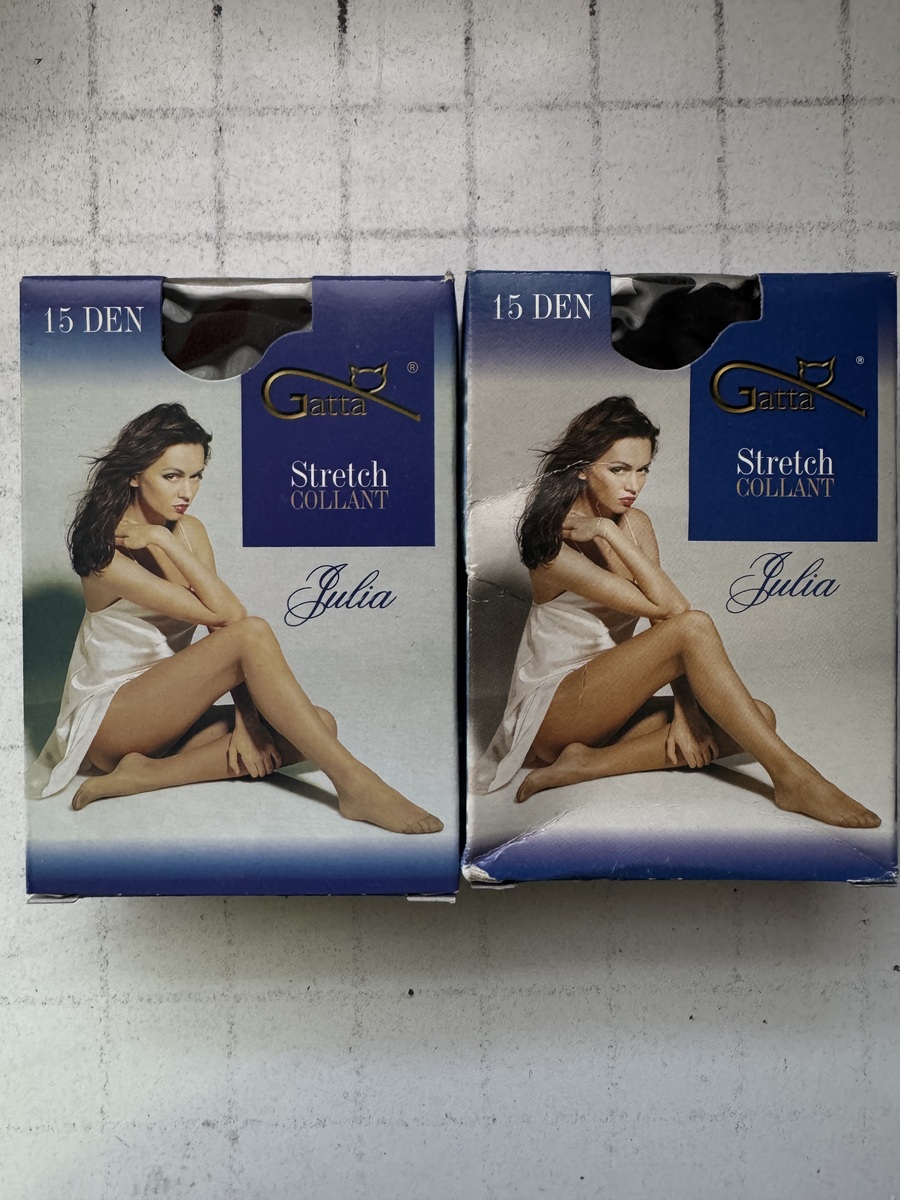 15 DEN
Gatta ®
Stretch
COLLANT
Julia
15 DEN
Gatta ®
Stretch
COLLANT
Julia